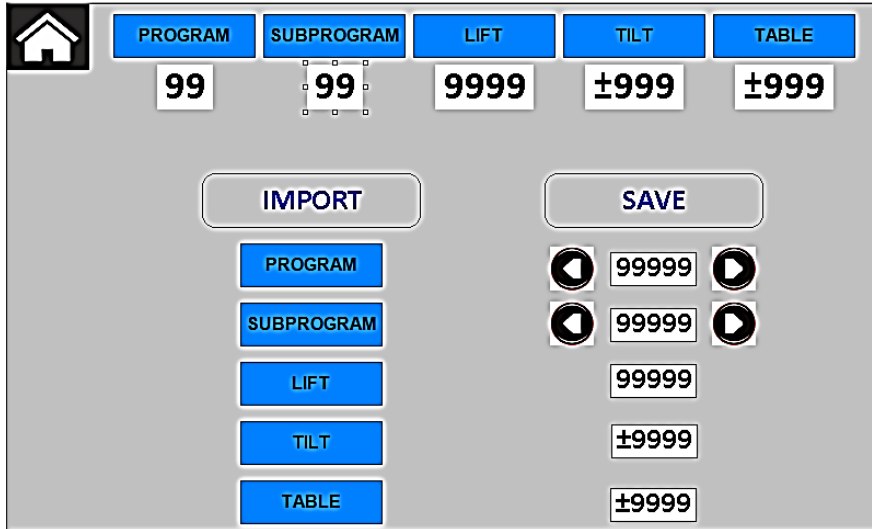 PROGRAM SUBPROGRAM LIFT TILT TABLE
99 99 9999 ±999 ±999
IMPORT SAVE
PROGRAM 99999
SUBPROGRAM 99999
LIFT 99999
TILT ±9999
TABLE ±9999